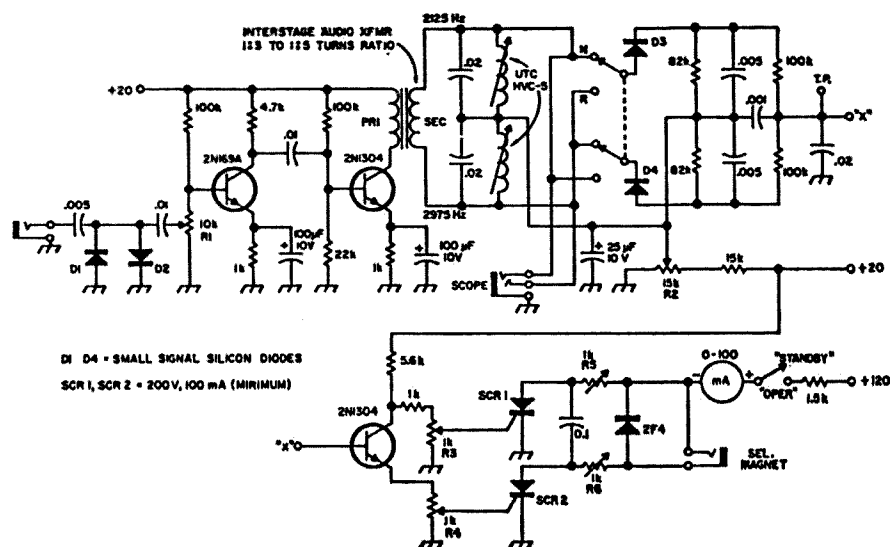 INTERSTAGE AUDIO XFMR
1:3 TO 1:5 TURNS RATIO
2125 Hz
N
D3
82k
.005
100k
T.P.
+20
100k
4.7k
100k
PRI
SEC
.02
UTC
HVC-5
R
.001
"X"
.01
2N169A
2N1304
.02
D4
82k
.005
100k
.02
.005
.01
10k
R1
2975 Hz
D1
D2
1k
100µF
10V
22k
1k
100 µF
10V
SCOPE
25 µF
10 V
15k
R2
15k
+20
D1 D4 = SMALL SIGNAL SILICON DIODES
SCR 1, SCR 2 = 200 V, 100 mA (MIRIMUM)
5.6k
1k
R5
0-100
mA
"STANDBY"
"OPER"
1.5k
+120
2N1304
1k
SCR 1
"X"
1k
R3
0.1
2F4
SEL.
MAGNET
1k
R6
SCR 2
1k
R4